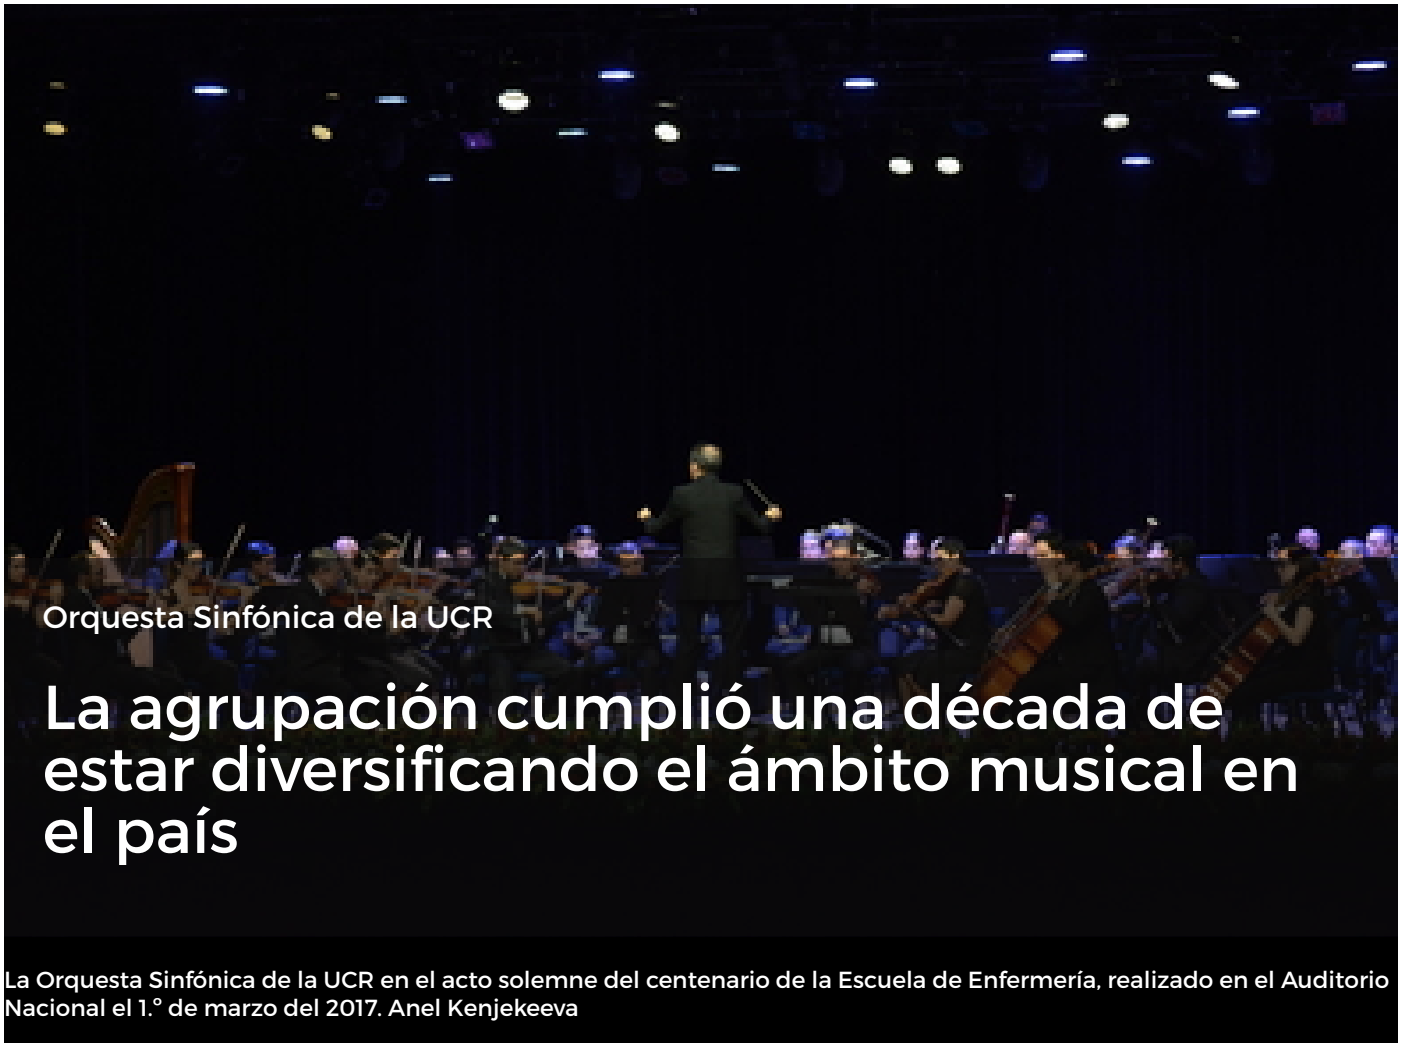 Orquesta Sinfónica de la UCR
La agrupación cumplió una década de
estar diversificando el ámbito musical en
el país
La Orquesta Sinfónica de la UCR en el acto solemne del centenario de la Escuela de Enfermería, realizado en el Auditorio
Nacional el 1.º de marzo del 2017. Anel Kenjekeeva